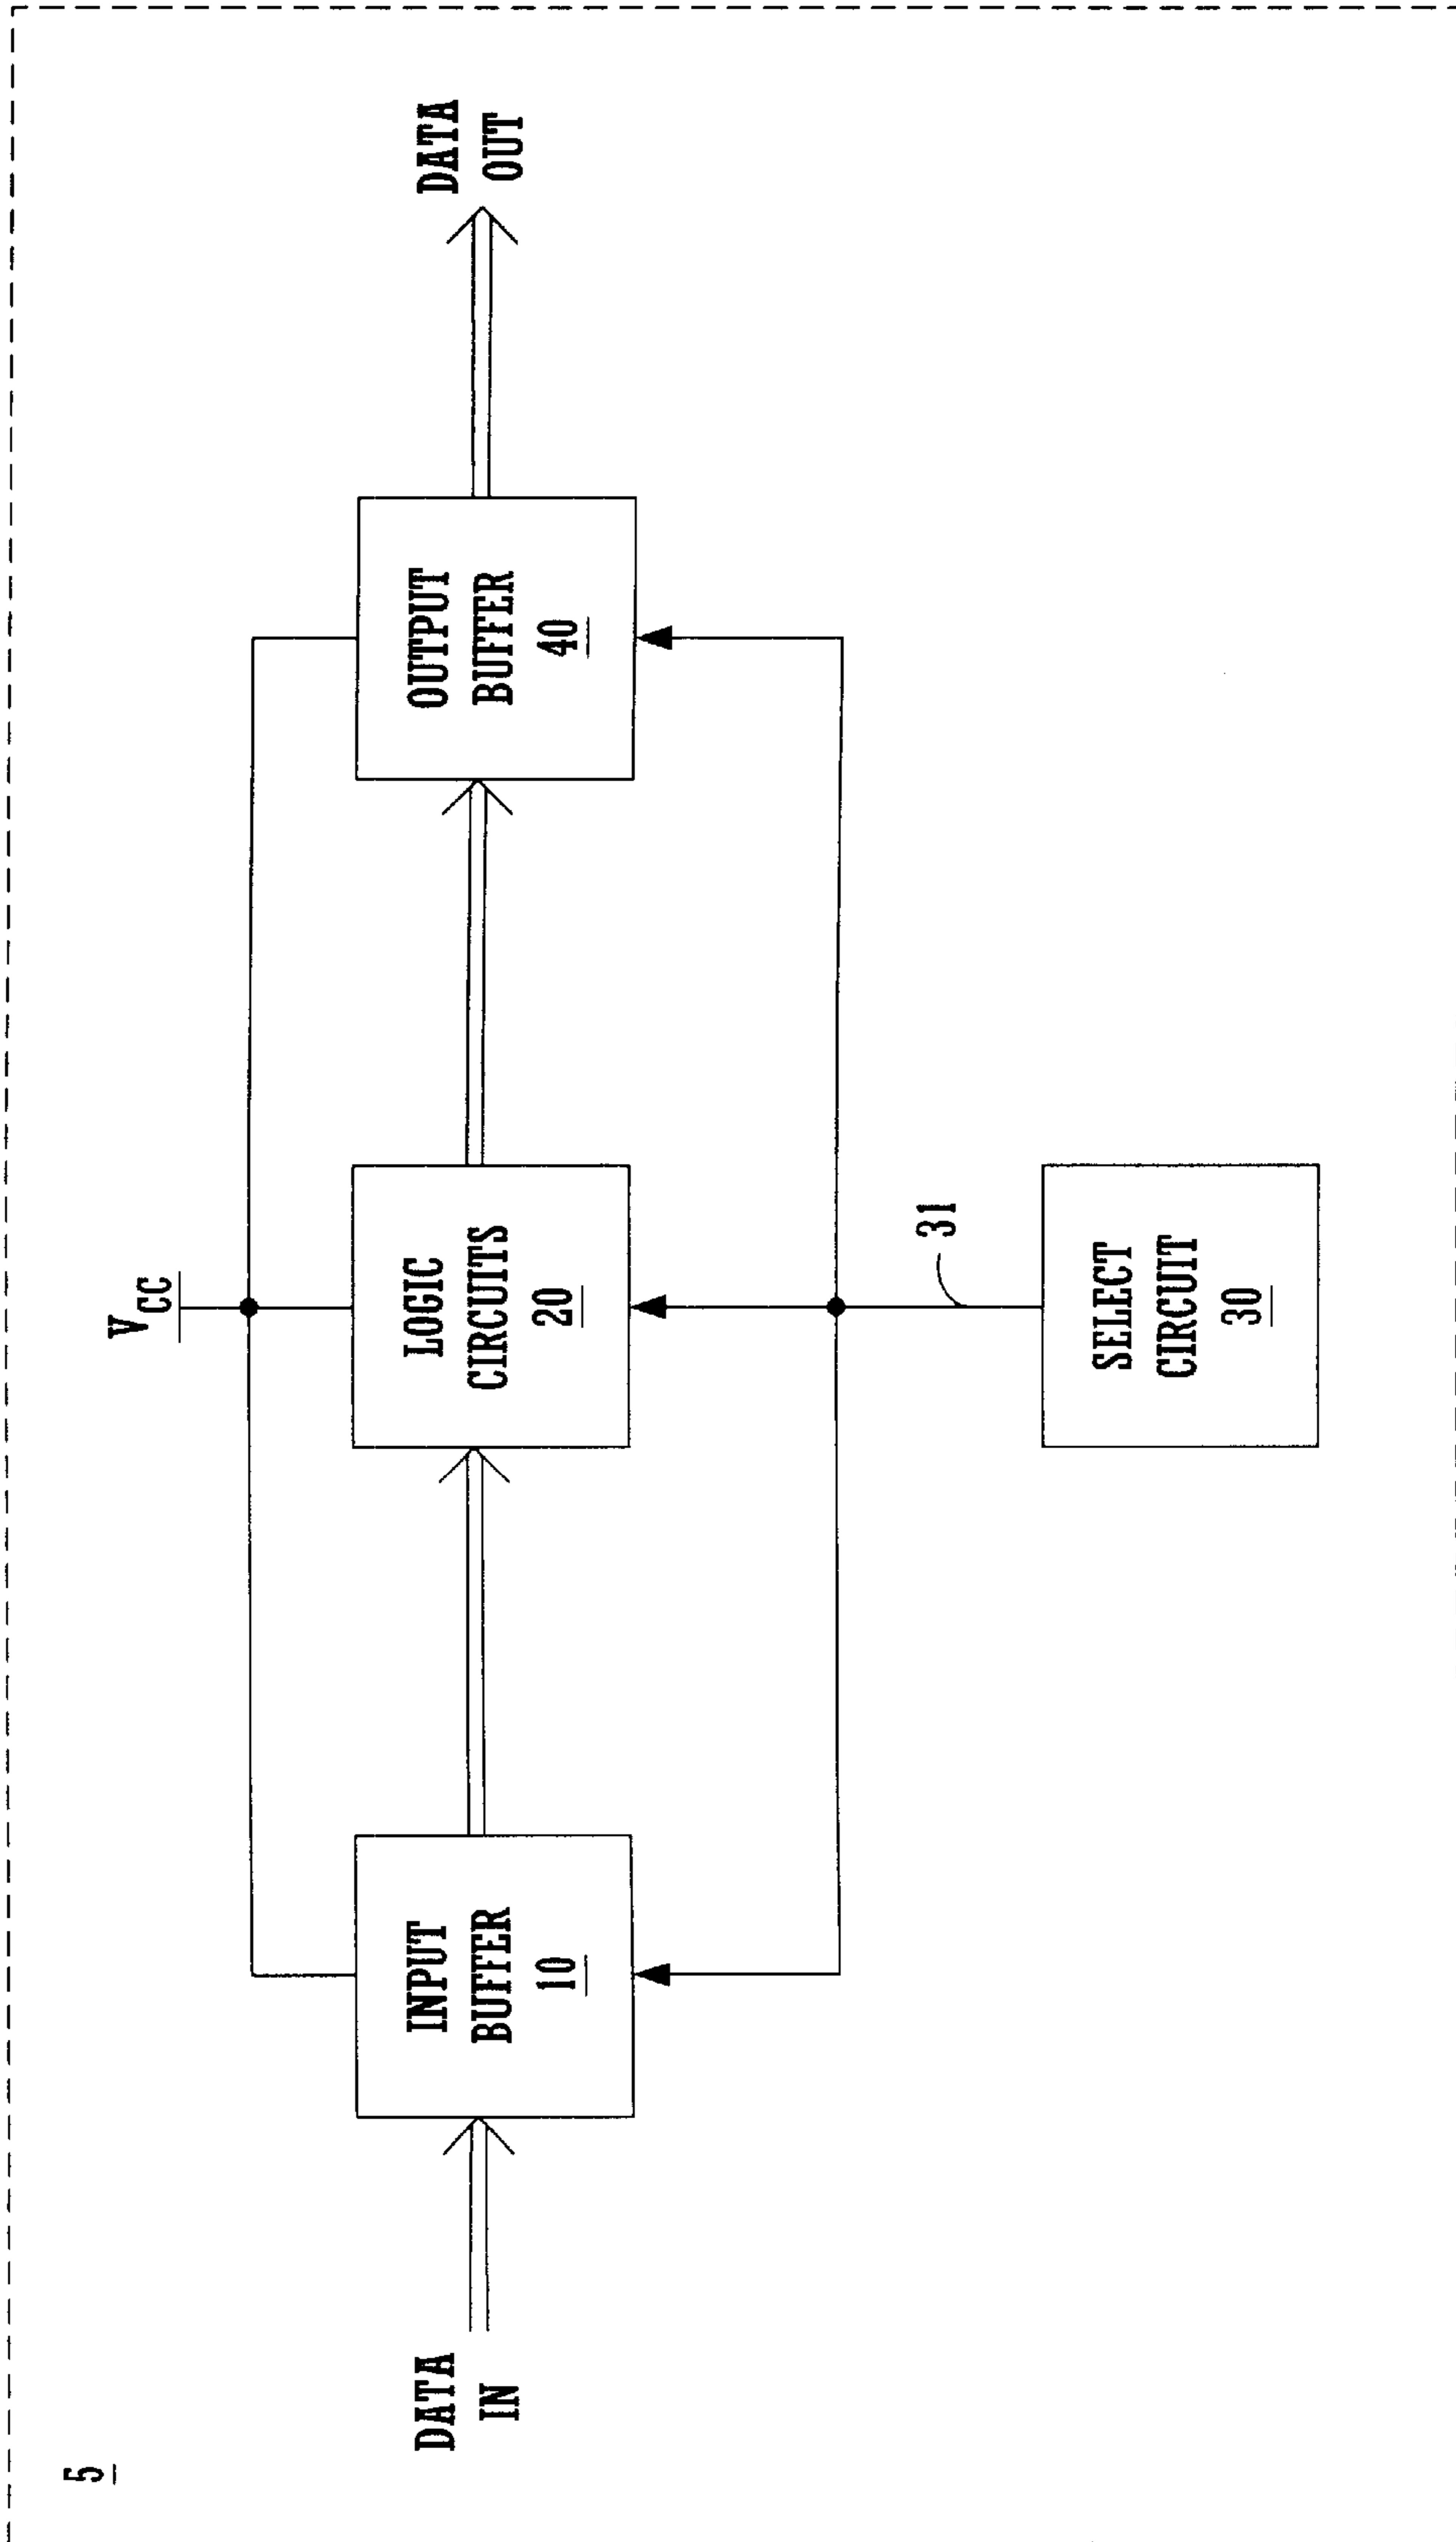 5
V_CC
DATA
IN
INPUT
BUFFER
10
LOGIC
CIRCUITS
20
OUTPUT
BUFFER
40
DATA
OUT
31
SELECT
CIRCUIT
30